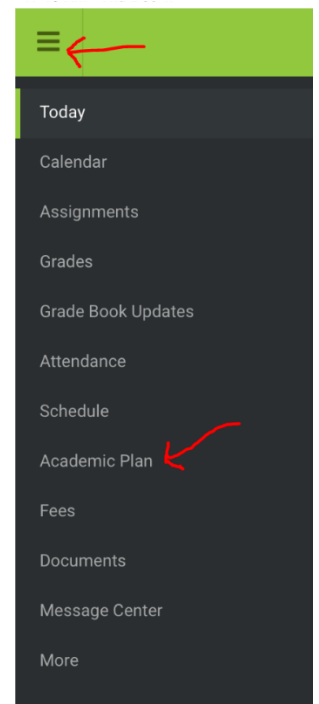 Today
Calendar
Assignments
Grades
Grade Book Updates
Attendance
Schedule
Academic Plan
Fees
Documents
Message Center
More